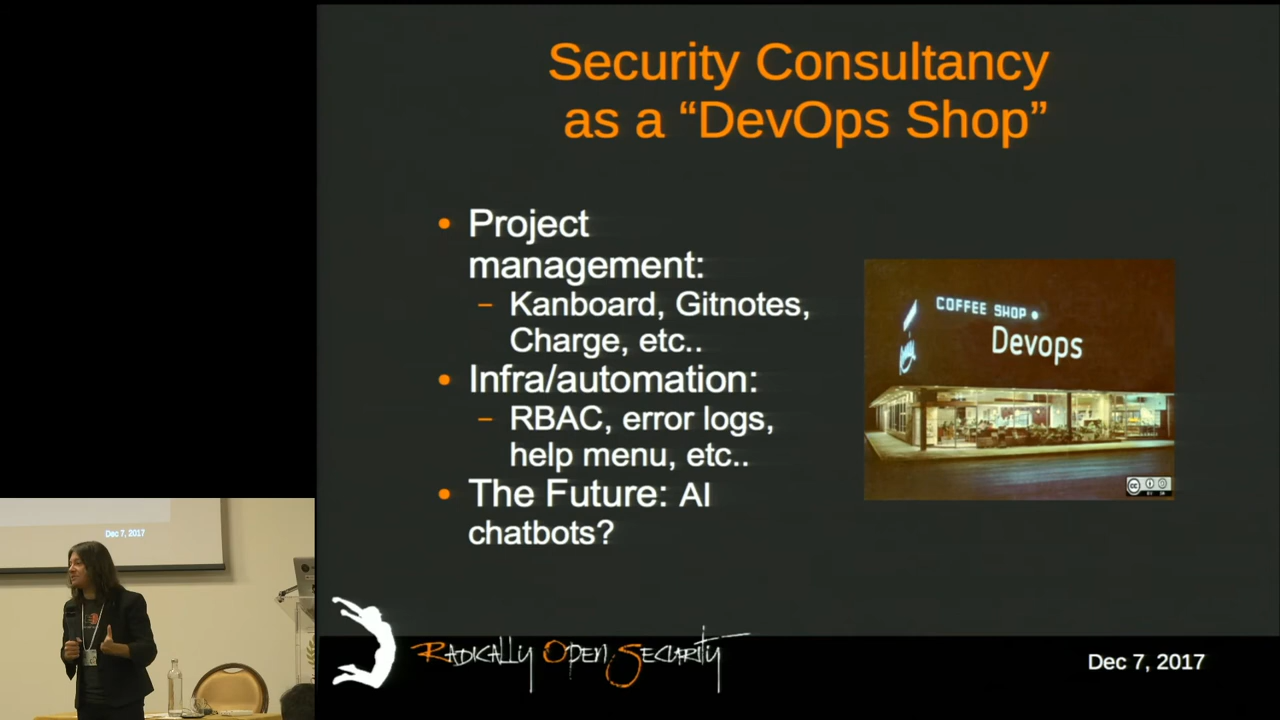 Security Consultancy
as a “DevOps Shop”
• Project
management:
– Kanboard, Gitnotes,
Charge, etc..
• Infra/automation:
– RBAC, error logs,
help menu, etc..
• The Future: AI
chatbots?
COFFEE SHOP
Devops
Radically Open Security
Dec 7, 2017
Dec 7, 2017